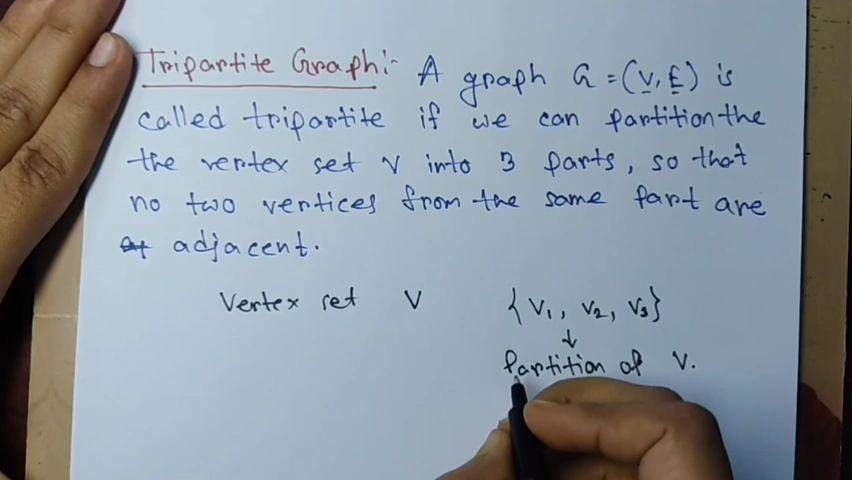 Tripartite Graph:- A graph G = (V, E) is
called tripartite if we can partition the
the vertex set V into 3 parts, so that
no two vertices from the same part are
adjacent.
Vertex set V {V₁, V₂, V₃}
↓
Partition of V.